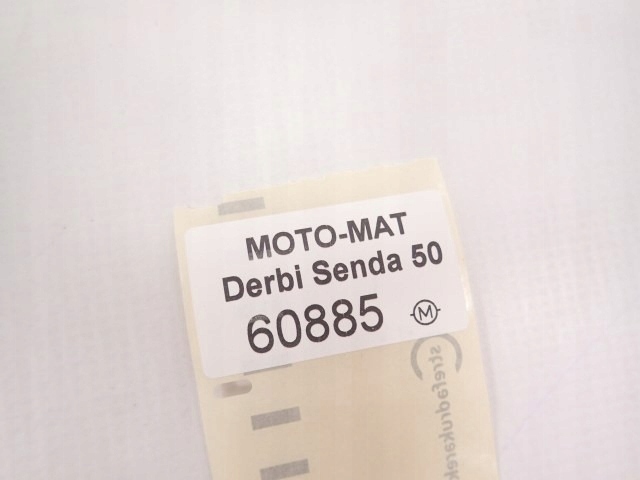 MOTO-MAT
Derbi Senda 50
60885 M